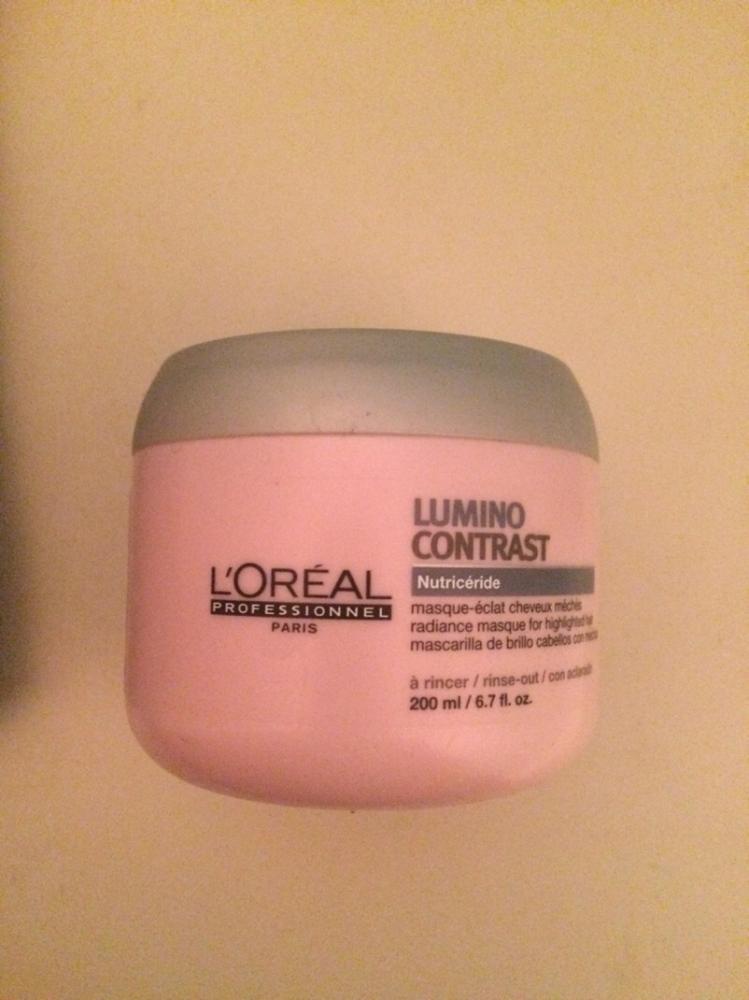 L'ORÉAL
PROFESSIONNEL
PARIS
LUMINO
CONTRAST
Nutricéride
masque-éclat cheveux méchés
radiance masque for highlighted
mascarilla de brillo cabellos con
à rincer / rinse-out / con aclarado
200 ml / 6.7 fl. oz.